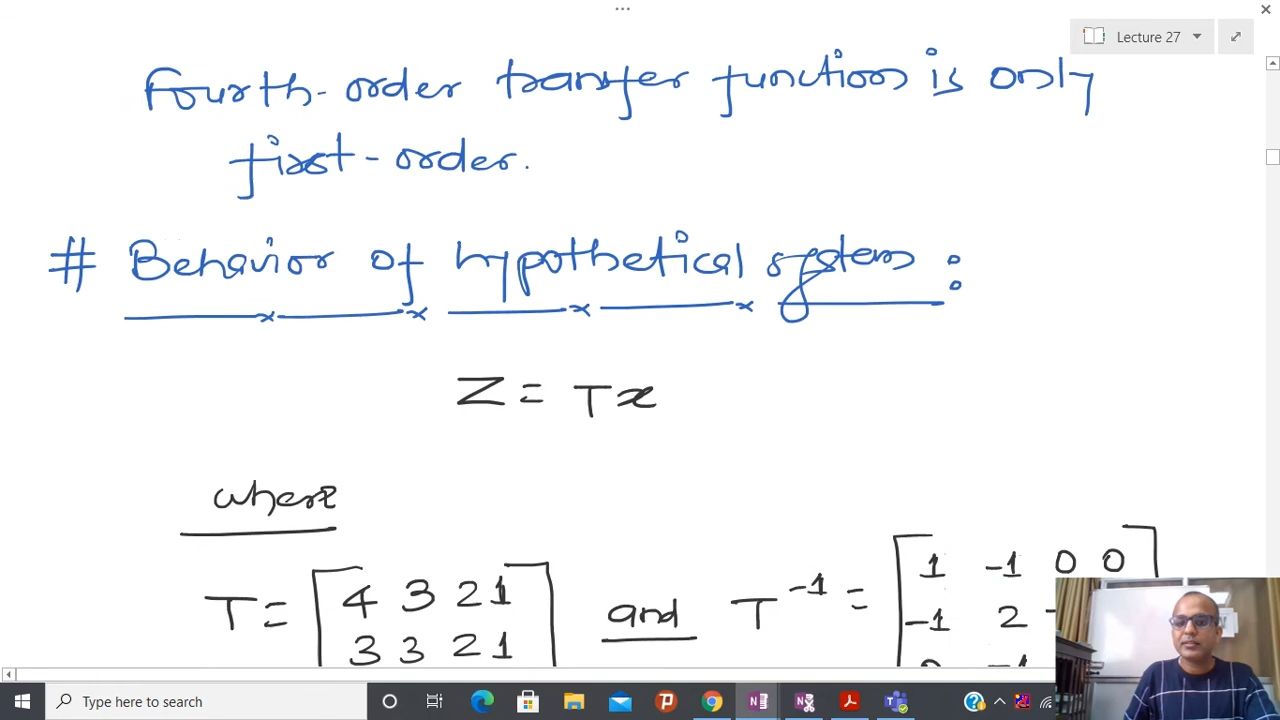 Lecture 27
Fourth-order transfer function is only
first-order.
# Behavior of hypothetical system :
Z = Tx
where
T = [ 4 3 2 1 and T⁻¹ = [ 1 -1 0 0 ]
3 3 2 1 -1 2
Type here to search